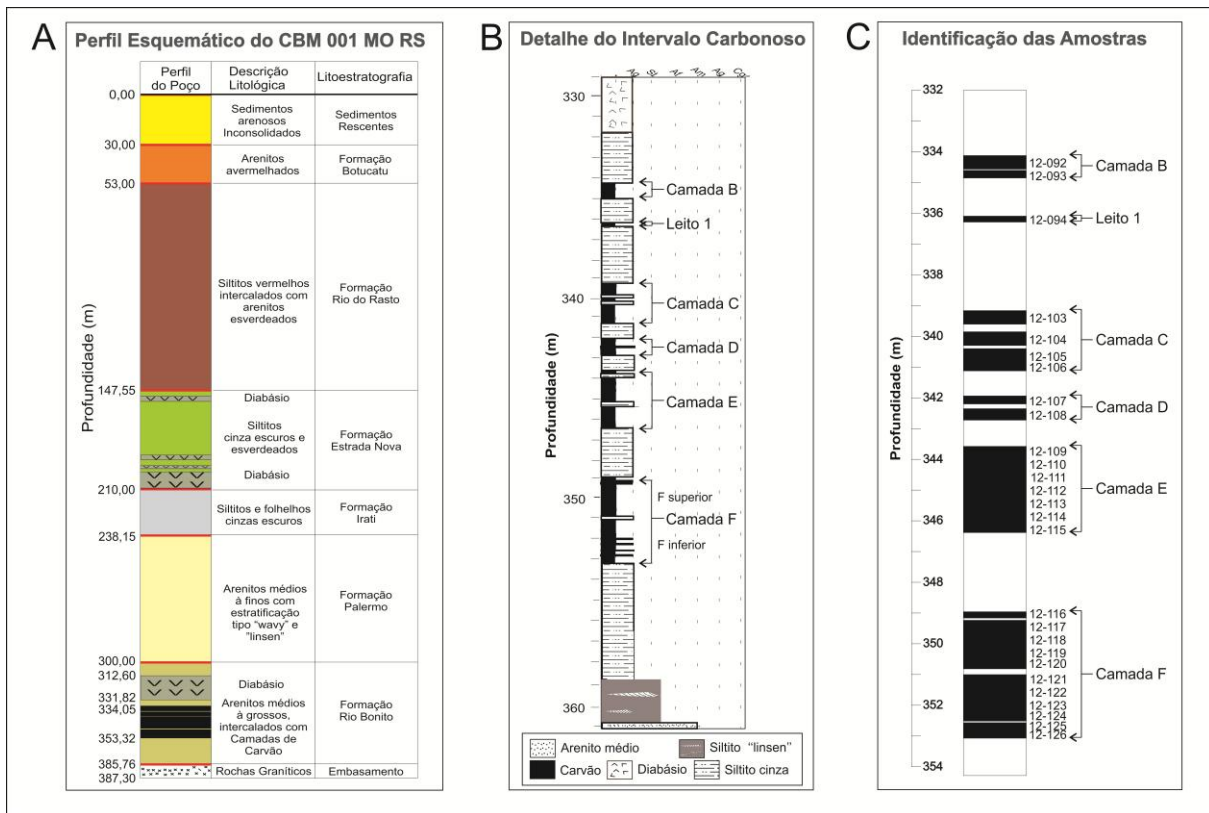 A
Perfil Esquemático do CBM 001 MO RS
Perfil
do Poço
Descrição
Litológica
Litoestratografia
Profundidade (m)
0,00
30,00
53,00
147,55
210,00
238,15
300,00
312,60
331,82
334,05
353,32
385,76
387,30
Sedimentos
arenosos
Inconsolidados
Sedimentos
Rescentes
Arenitos
avermelhados
Formação
Botucatu
Siltitos vermelhos
intercalados com
arenitos
esverdeados
Formação
Rio do Rasto
Diabásio
Siltitos
cinza escuros e
esverdeados
Diabásio
Formação
Estrada Nova
Siltitos e folhelhos
cinzas escuros
Formação
Irati
Arenitos médios
à finos com
estratificação
tipo "wavy" e
"linsen"
Formação
Palermo
Diabásio
Arenitos médios
à grossos,
intercalados com
Camadas de
Carvão
Formação
Rio Bonito
Rochas Graníticos
Embasamento
B
Detalhe do Intervalo Carbonoso
Profundidade (m)
330
340
350
360
Camada B
Leito 1
Camada C
Camada D
Camada E
F superior
Camada F
F inferior
Arenito médio
Siltito "linsen"
Carvão
Diabásio
Siltito cinza
C
Identificação das Amostras
Profundidade (m)
332
334
336
338
340
342
344
346
348
350
352
354
12-092
12-093
Camada B
12-094
Leito 1
12-103
12-104
12-105
12-106
Camada C
12-107
12-108
Camada D
12-109
12-110
12-111
12-112
12-113
12-114
12-115
Camada E
12-116
12-117
12-118
12-119
12-120
12-121
12-122
12-123
12-124
12-125
12-126
Camada F